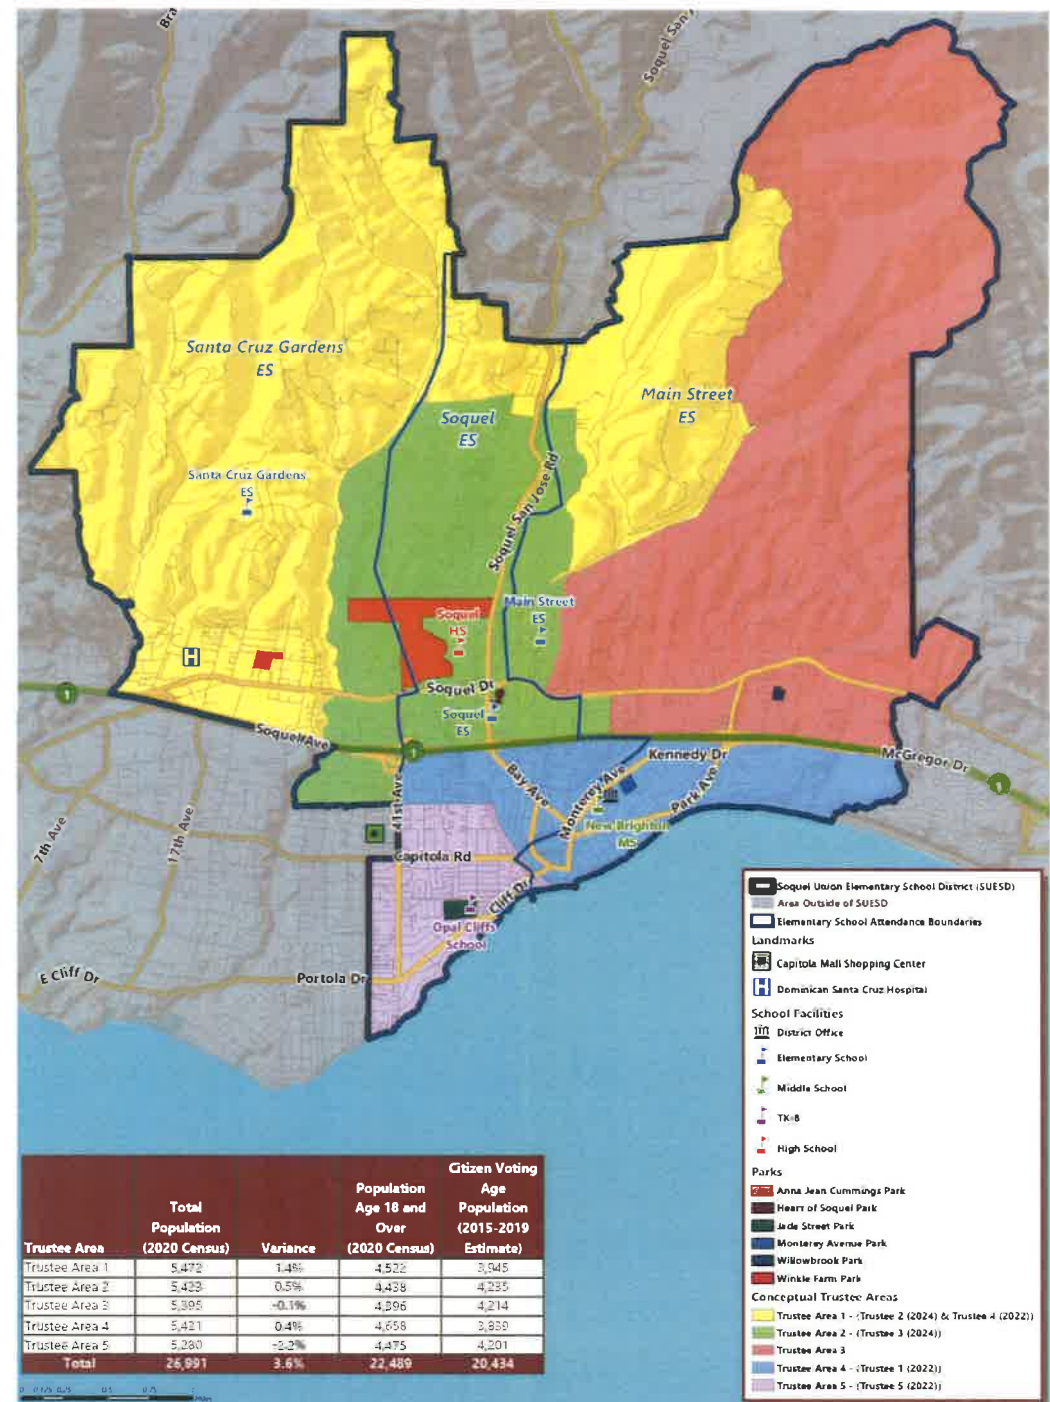 Soquel San
Santa Cruz Gardens
ES
Main Street
ES
Soquel
ES
Santa Cruz Gardens
ES
Soquel San Jose Rd
Main Street
ES
Soquel
HS
H
Soquel Dr
1
Soquel
ES
Soquel Ave
1
Kennedy Dr
McGregor Dr
1
Bay Ave
Monterey Ave
Park Ave
41st Ave
7th Ave
17th Ave
New Brighton
MS
Capitola Rd
Cliff Dr
Opal Cliffs
School
E Cliff Dr
Portola Dr
Soquel Union Elementary School District (SUESD)
Area Outside of SUESD
Elementary School Attendance Boundaries
Landmarks
Capitola Mall Shopping Center
H Dominican Santa Cruz Hospital
School Facilities
District Office
Elementary School
Middle School
TK-8
High School
Parks
Anna Jean Cummings Park
Heart of Soquel Park
Jade Street Park
Monterey Avenue Park
Willowbrook Park
Winkle Farm Park
Conceptual Trustee Areas
Trustee Area 1 - (Trustee 2 (2024) & Trustee 4 (2022))
Trustee Area 2 - (Trustee 3 (2024))
Trustee Area 3
Trustee Area 4 - (Trustee 1 (2022))
Trustee Area 5 - (Trustee 5 (2022))
Trustee Area Total Population (2020 Census) Variance Population Age 18 and Over (2020 Census) Citizen Voting Age Population (2015-2019 Estimate)
Trustee Area 1 5,472 1.4% 4,522 3,945
Trustee Area 2 5,423 0.5% 4,438 4,235
Trustee Area 3 5,395 -0.1% 4,396 4,214
Trustee Area 4 5,421 0.4% 4,658 3,839
Trustee Area 5 5,280 -2.2% 4,475 4,201
Total 26,991 3.6% 22,489 20,434